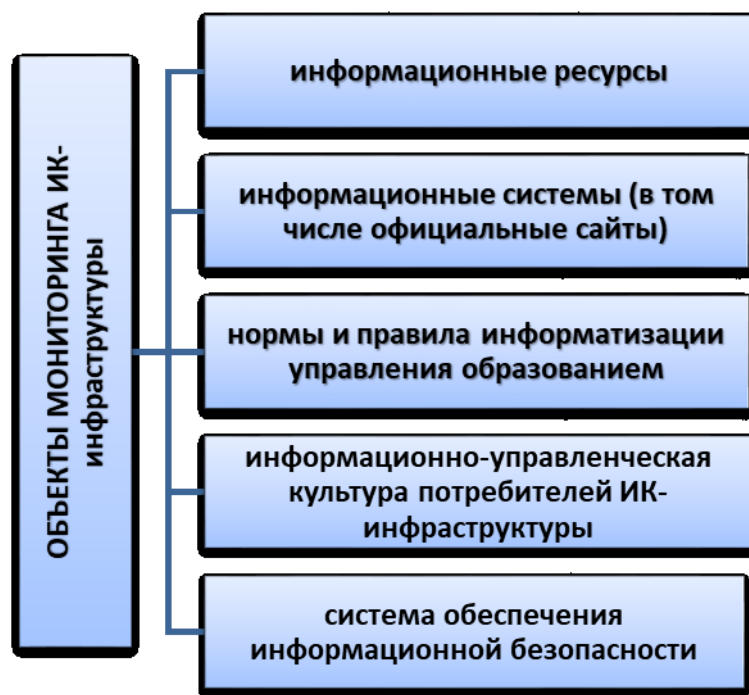 ОБЪЕКТЫ МОНИТОРИНГА ИК-
инфраструктуры
информационные ресурсы
информационные системы (в том
числе официальные сайты)
нормы и правила информатизации
управления образованием
информационно-управленческая
культура потребителей ИК-
инфраструктуры
система обеспечения
информационной безопасности